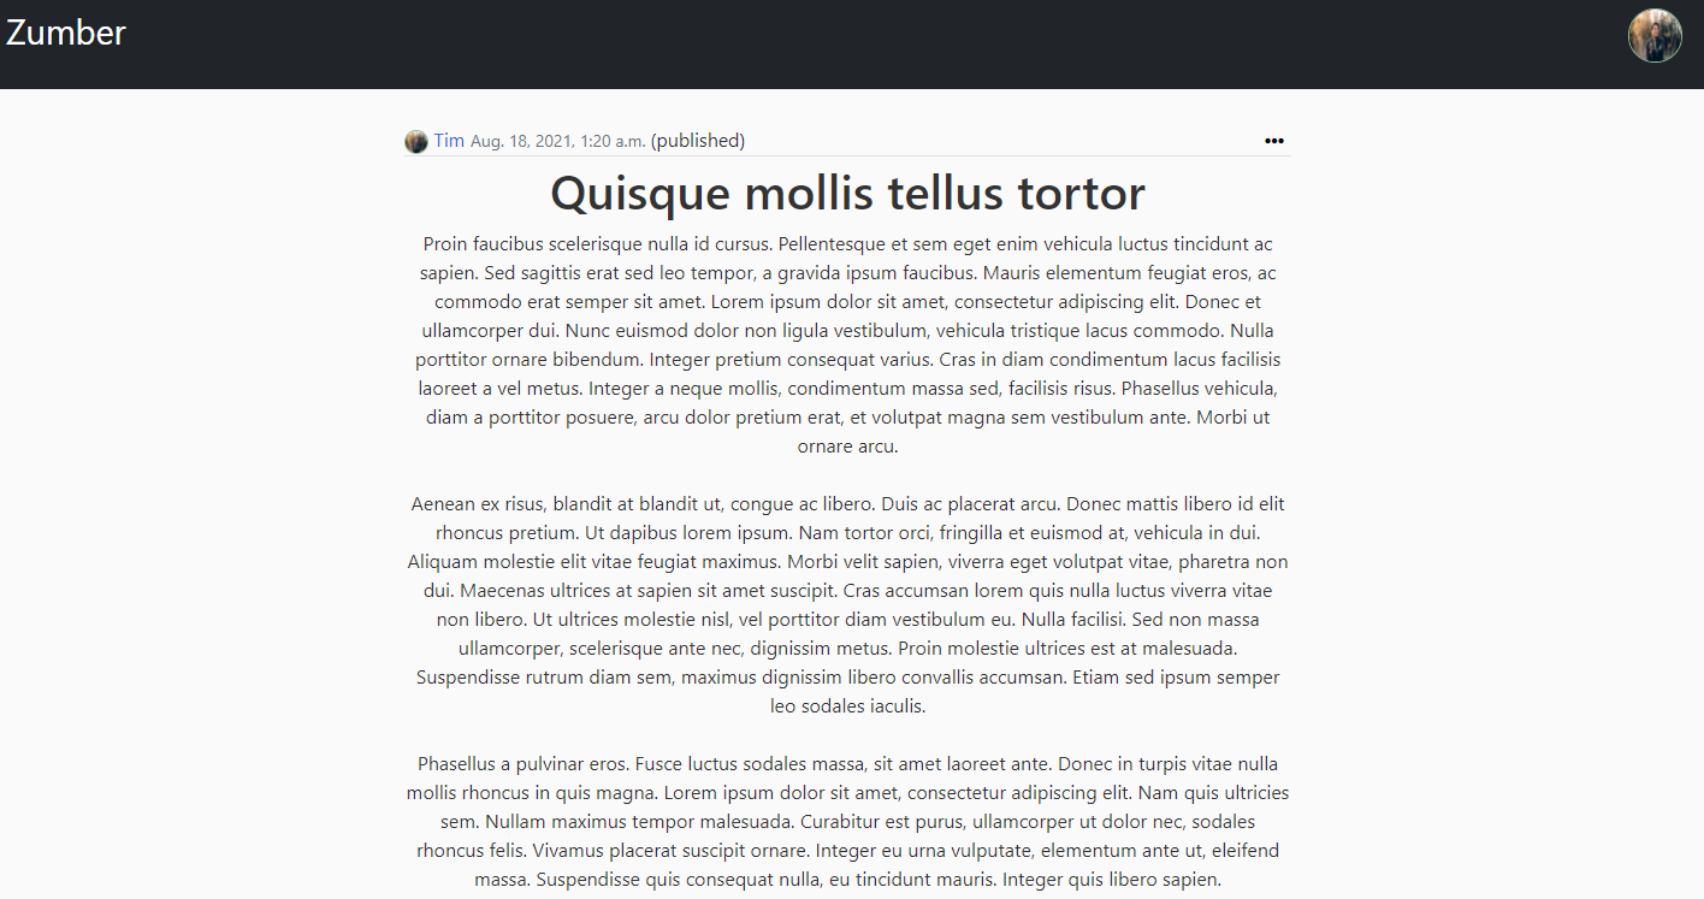 Zumber
Tim Aug. 18, 2021, 1:20 a.m. (published)
Quisque mollis tellus tortor
Proin faucibus scelerisque nulla id cursus. Pellentesque et sem eget enim vehicula luctus tincidunt ac
sapien. Sed sagittis erat sed leo tempor, a gravida ipsum faucibus. Mauris elementum feugiat eros, ac
commodo erat semper sit amet. Lorem ipsum dolor sit amet, consectetur adipiscing elit. Donec et
ullamcorper dui. Nunc euismod dolor non ligula vestibulum, vehicula tristique lacus commodo. Nulla
porttitor ornare bibendum. Integer pretium consequat varius. Cras in diam condimentum lacus facilisis
laoreet a vel metus. Integer a neque mollis, condimentum massa sed, facilisis risus. Phasellus vehicula,
diam a porttitor posuere, arcu dolor pretium erat, et volutpat magna sem vestibulum ante. Morbi ut
ornare arcu.
Aenean ex risus, blandit at blandit ut, congue ac libero. Duis ac placerat arcu. Donec mattis libero id elit
rhoncus pretium. Ut dapibus lorem ipsum. Nam tortor orci, fringilla et euismod at, vehicula in dui.
Aliquam molestie elit vitae feugiat maximus. Morbi velit sapien, viverra eget volutpat vitae, pharetra non
dui. Maecenas ultrices at sapien sit amet suscipit. Cras accumsan lorem quis nulla luctus viverra vitae
non libero. Ut ultrices molestie nisl, vel porttitor diam vestibulum eu. Nulla facilisi. Sed non massa
ullamcorper, scelerisque ante nec, dignissim metus. Proin molestie ultrices est at malesuada.
Suspendisse rutrum diam sem, maximus dignissim libero convallis accumsan. Etiam sed ipsum semper
leo sodales iaculis.
Phasellus a pulvinar eros. Fusce luctus sodales massa, sit amet laoreet ante. Donec in turpis vitae nulla
mollis rhoncus in quis magna. Lorem ipsum dolor sit amet, consectetur adipiscing elit. Nam quis ultricies
sem. Nullam maximus tempor malesuada. Curabitur est purus, ullamcorper ut dolor nec, sodales
rhoncus felis. Vivamus placerat suscipit ornare. Integer eu urna vulputate, elementum ante ut, eleifend
massa. Suspendisse quis consequat nulla, eu tincidunt mauris. Integer quis libero sapien.